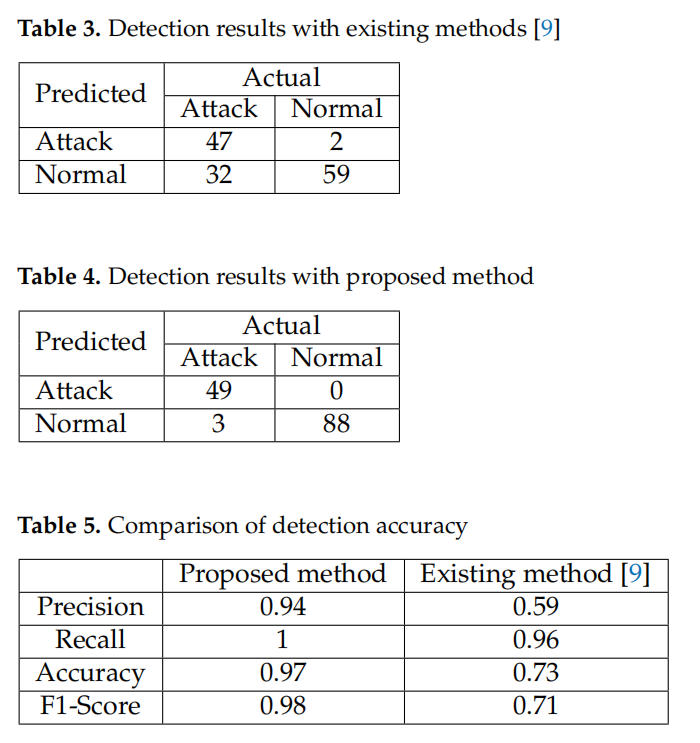 Table 3. Detection results with existing methods [9]
Predicted Actual
Attack Normal
Attack 47 2
Normal 32 59
Table 4. Detection results with proposed method
Predicted Actual
Attack Normal
Attack 49 0
Normal 3 88
Table 5. Comparison of detection accuracy
Proposed method Existing method [9]
Precision 0.94 0.59
Recall 1 0.96
Accuracy 0.97 0.73
F1-Score 0.98 0.71